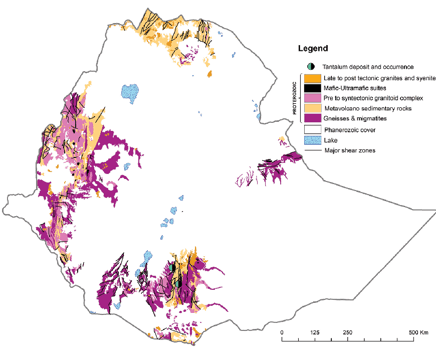 Legend
Tantalum deposit and occurrence
PROTEROZOIC
Late to post tectonic granites and syenite
Mafic-Ultramafic suites
Pre to syntectonic granitoid complex
Metavolcano sedimentary rocks
Gneisses & migmatites
Phanerozoic cover
Lake
Major shear zones
0 125 250 500 Km